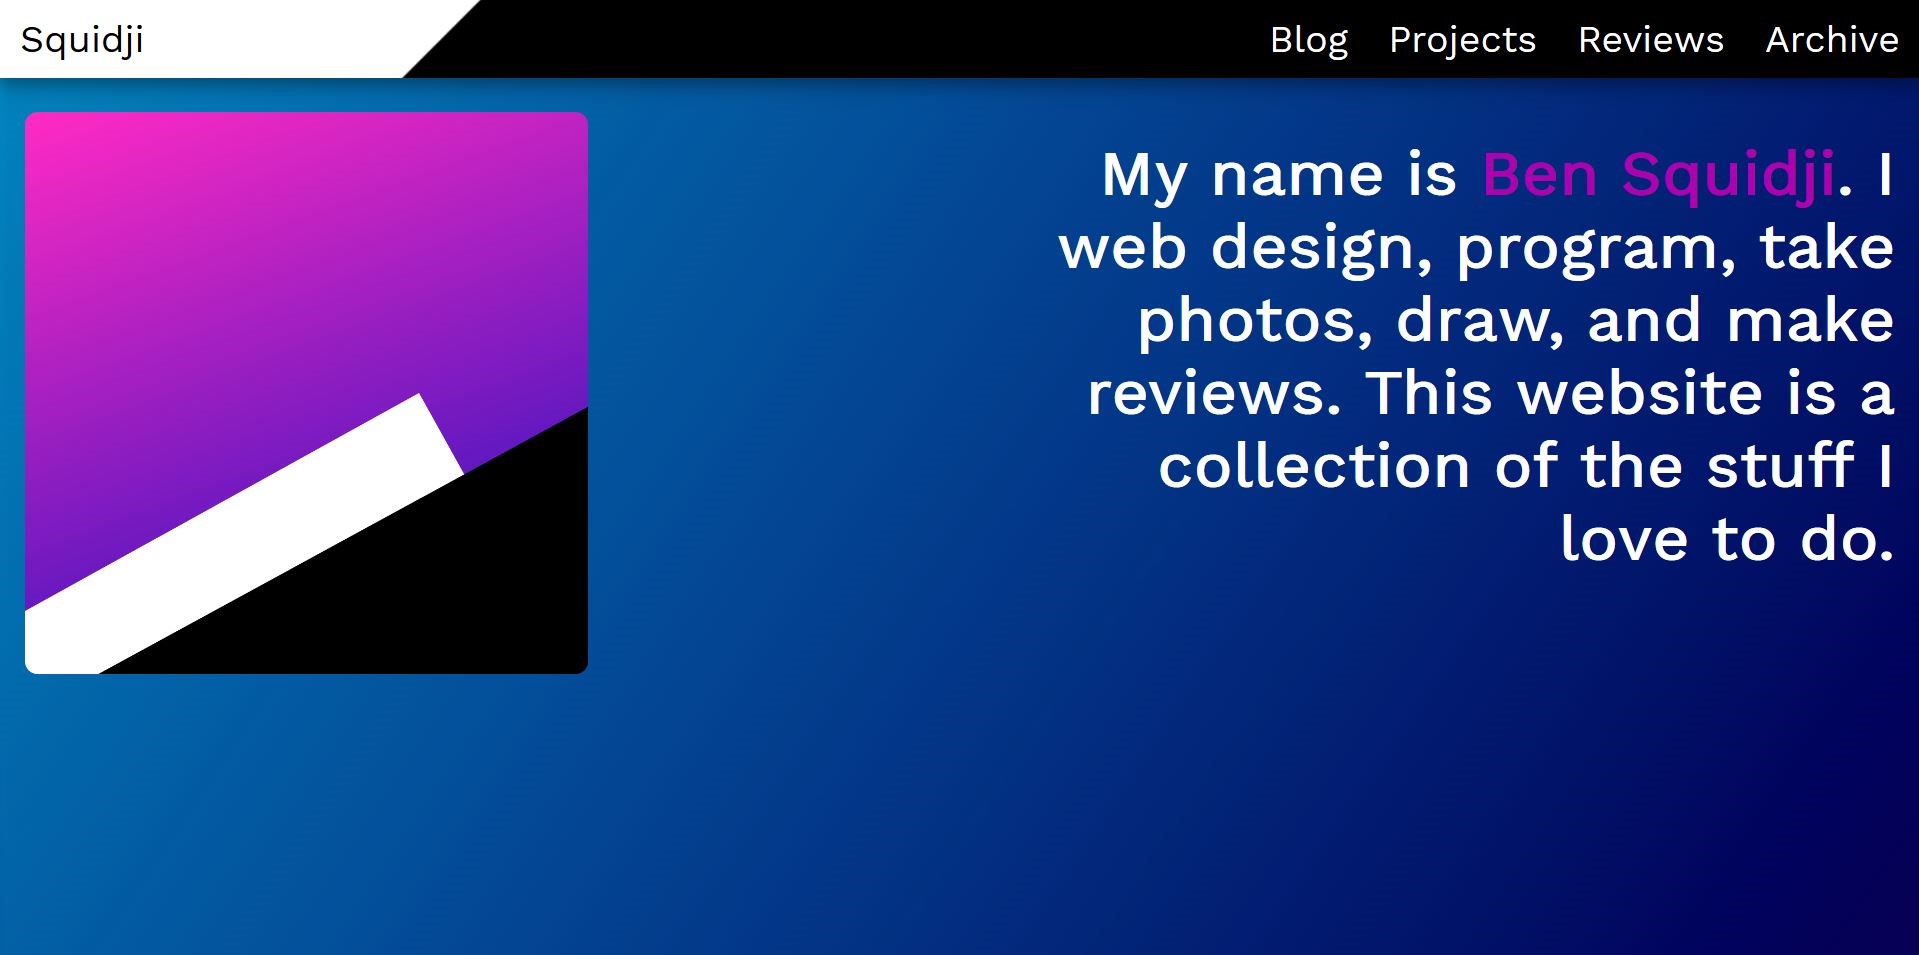 Squidji
Blog Projects Reviews Archive
My name is Ben Squidji. I
web design, program, take
photos, draw, and make
reviews. This website is a
collection of the stuff I
love to do.